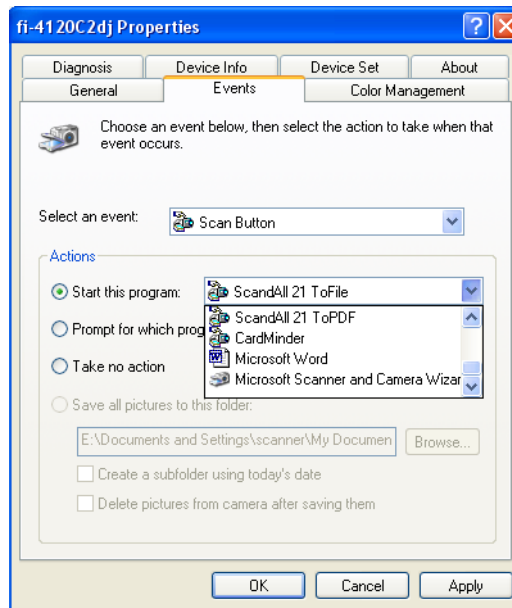 fi-4120C2dj Properties
Diagnosis Device Info Device Set About
General Events Color Management
Choose an event below, then select the action to take when that
event occurs.
Select an event: Scan Button
Actions
Start this program: ScandAll 21 ToFile
ScandAll 21 ToPDF
Prompt for which prog
CardMinder
Microsoft Word
Take no action
Microsoft Scanner and Camera Wizar
Save all pictures to this folder:
E:\Documents and Settings\scanner\My Documen Browse...
Create a subfolder using today's date
Delete pictures from camera after saving them
OK Cancel Apply